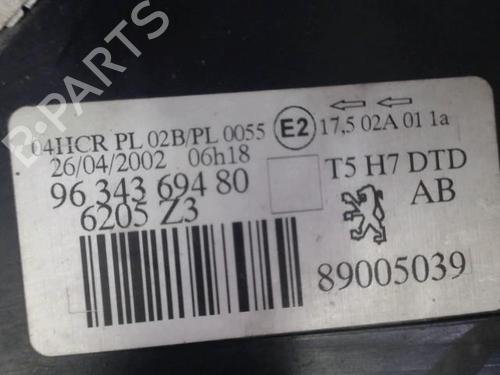 B-PARTS
04HCR PL 02B/PL 0055 E2 17,5 02A 01 1a
26/04/2002 06h18
96 343 694 80
T5 H7 DTD
6205 Z3
AB
89005039